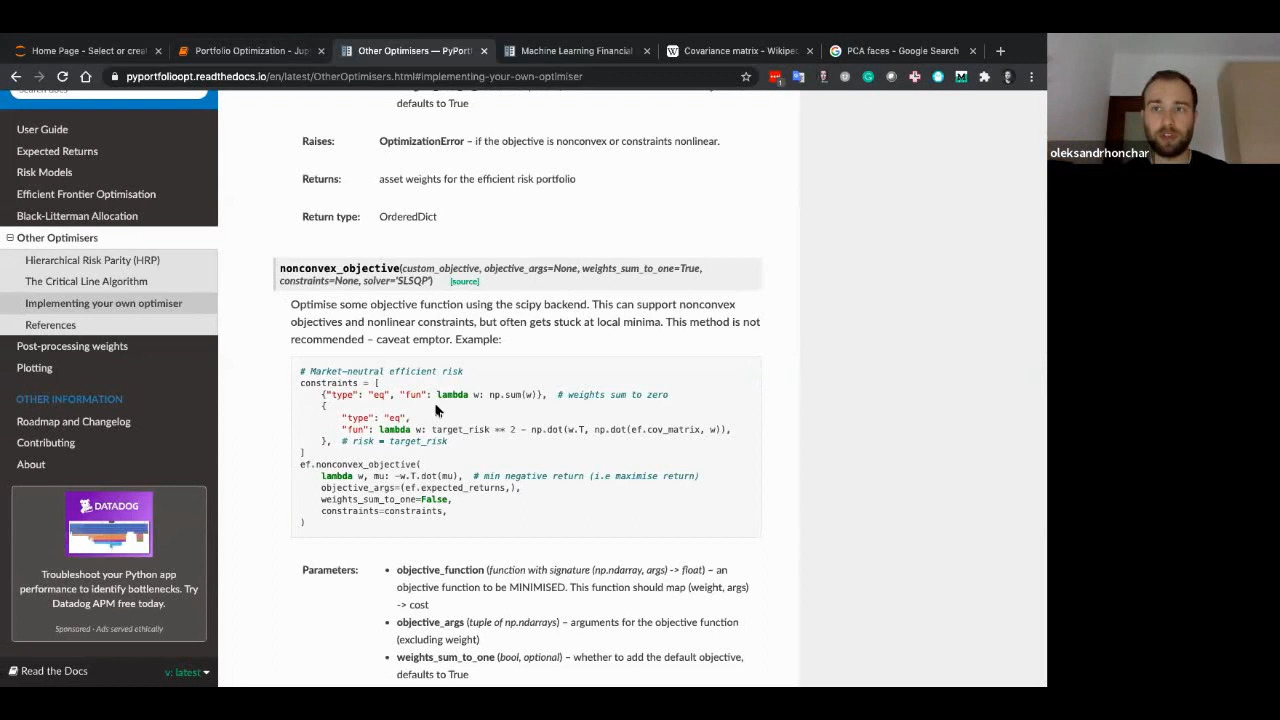 Home Page - Select or creat
Portfolio Optimization - Jup
Other Optimisers — PyPortf
Machine Learning Financial
Covariance matrix - Wikiped
PCA faces - Google Search
pyportfolioopt.readthedocs.io/en/latest/OtherOptimisers.html#implementing-your-own-optimiser
Search docs
User Guide
Expected Returns
Risk Models
Efficient Frontier Optimisation
Black-Litterman Allocation
Other Optimisers
Hierarchical Risk Parity (HRP)
The Critical Line Algorithm
Implementing your own optimiser
References
Post-processing weights
Plotting
OTHER INFORMATION
Roadmap and Changelog
Contributing
About
DATADOG
Troubleshoot your Python app
performance to identify bottlenecks. Try
Datadog APM free today.
Sponsored · Ads served ethically
Read the Docs
v: latest
defaults to True
Raises: OptimizationError – if the objective is nonconvex or constraints nonlinear.
Returns: asset weights for the efficient risk portfolio
Return type: OrderedDict
nonconvex_objective(custom_objective, objective_args=None, weights_sum_to_one=True,
constraints=None, solver='SLSQP') [source]
Optimise some objective function using the scipy backend. This can support nonconvex
objectives and nonlinear constraints, but often gets stuck at local minima. This method is not
recommended – caveat emptor. Example:
# Market-neutral efficient risk
constraints = [
{"type": "eq", "fun": lambda w: np.sum(w)}, # weights sum to zero
{
"type": "eq",
"fun": lambda w: target_risk ** 2 - np.dot(w.T, np.dot(ef.cov_matrix, w)),
}, # risk = target_risk
]
ef.nonconvex_objective(
lambda w, mu: -w.T.dot(mu), # min negative return (i.e maximise return)
objective_args=(ef.expected_returns,),
weights_sum_to_one=False,
constraints=constraints,
)
Parameters:
• objective_function (function with signature (np.ndarray, args) -> float) – an
objective function to be MINIMISED. This function should map (weight, args)
-> cost
• objective_args (tuple of np.ndarrays) – arguments for the objective function
(excluding weight)
• weights_sum_to_one (bool, optional) – whether to add the default objective,
defaults to True
oleksandrhonchar